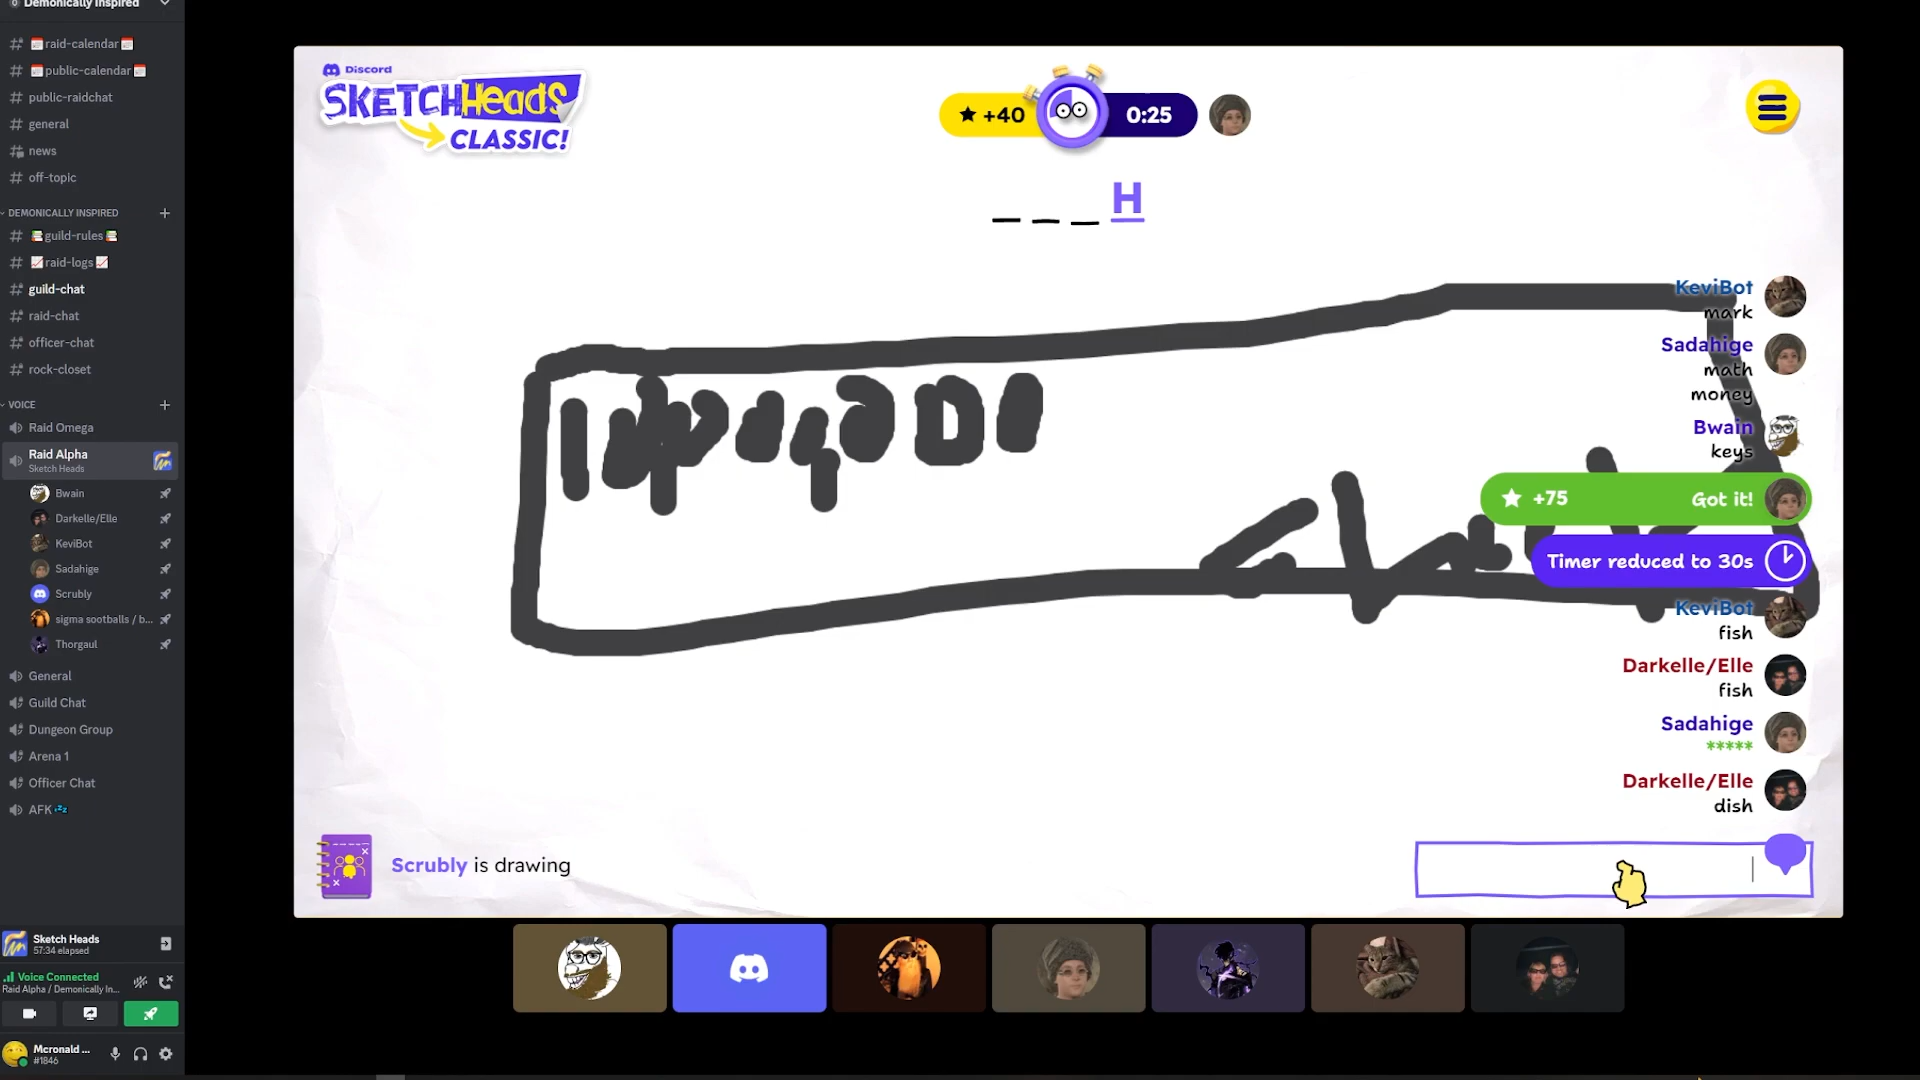 Demonically Inspired
raid-calendar
public-calendar
public-raidchat
general
news
off-topic
DEMONICALLY INSPIRED
guild-rules
raid-logs
guild-chat
raid-chat
officer-chat
rock-closet
VOICE
Raid Omega
Raid Alpha
Sketch Heads
Bwain
Darkelle/Elle
KeviBot
Sadahige
Scrubly
sigma sootballs / b...
Thorgaul
General
Guild Chat
Dungeon Group
Arena 1
Officer Chat
AFK
Sketch Heads
57:34 elapsed
Voice Connected
Raid Alpha / Demonically In...
Mcronald ...
#1846
Discord
SKETCHHeadS
CLASSIC!
+40
0:25
_ _ _ H
KeviBot
mark
Sadahige
math
money
Bwain
keys
+75 Got it!
Timer reduced to 30s
KeviBot
fish
Darkelle/Elle
fish
Sadahige
*****
Darkelle/Elle
dish
Scrubly is drawing